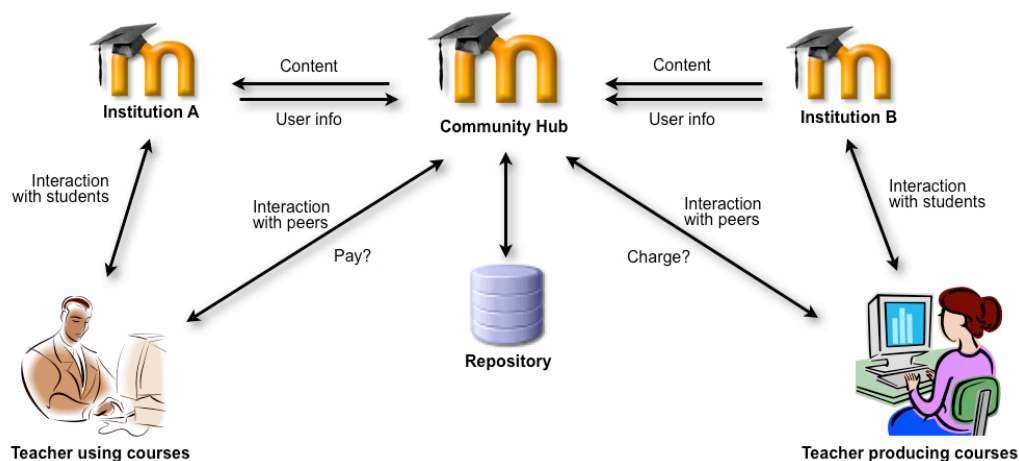 m
m
m
Content
Content
Institution A
Community Hub
Institution B
User info
User info
Interaction
with students
Interaction
with peers
Interaction
with peers
Interaction
with students
Pay?
Charge?
Repository
Teacher using courses
Teacher producing courses